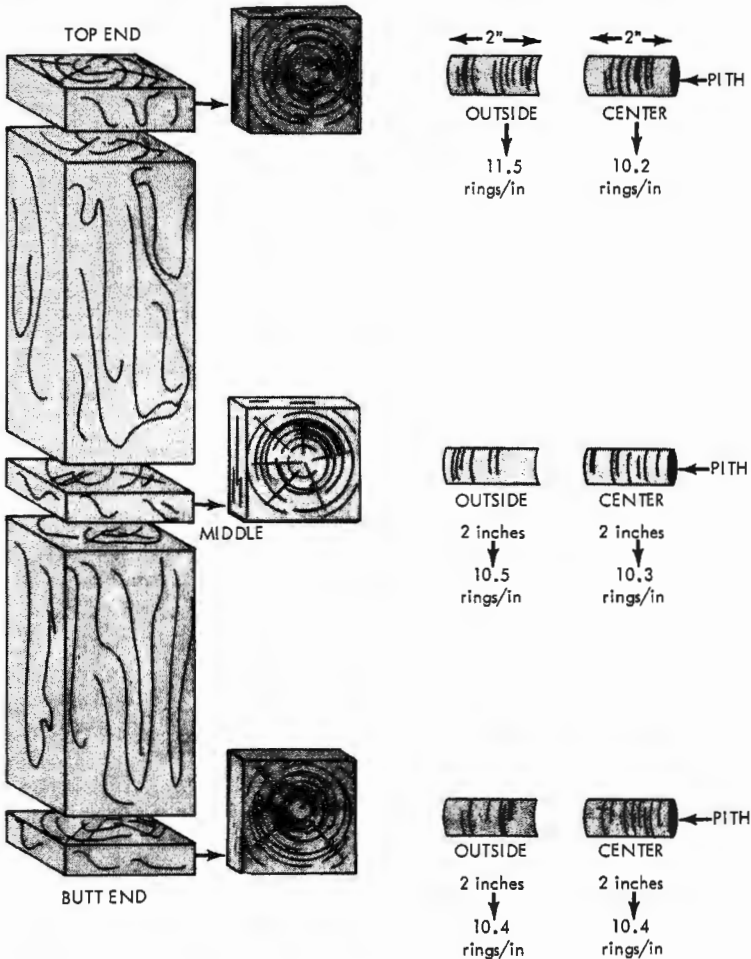 TOP END
2" 2"
OUTSIDE CENTER PITH
11.5 10.2
rings/in rings/in
MIDDLE
OUTSIDE CENTER PITH
2 inches 2 inches
10.5 10.3
rings/in rings/in
BUTT END
OUTSIDE CENTER PITH
2 inches 2 inches
10.4 10.4
rings/in rings/in